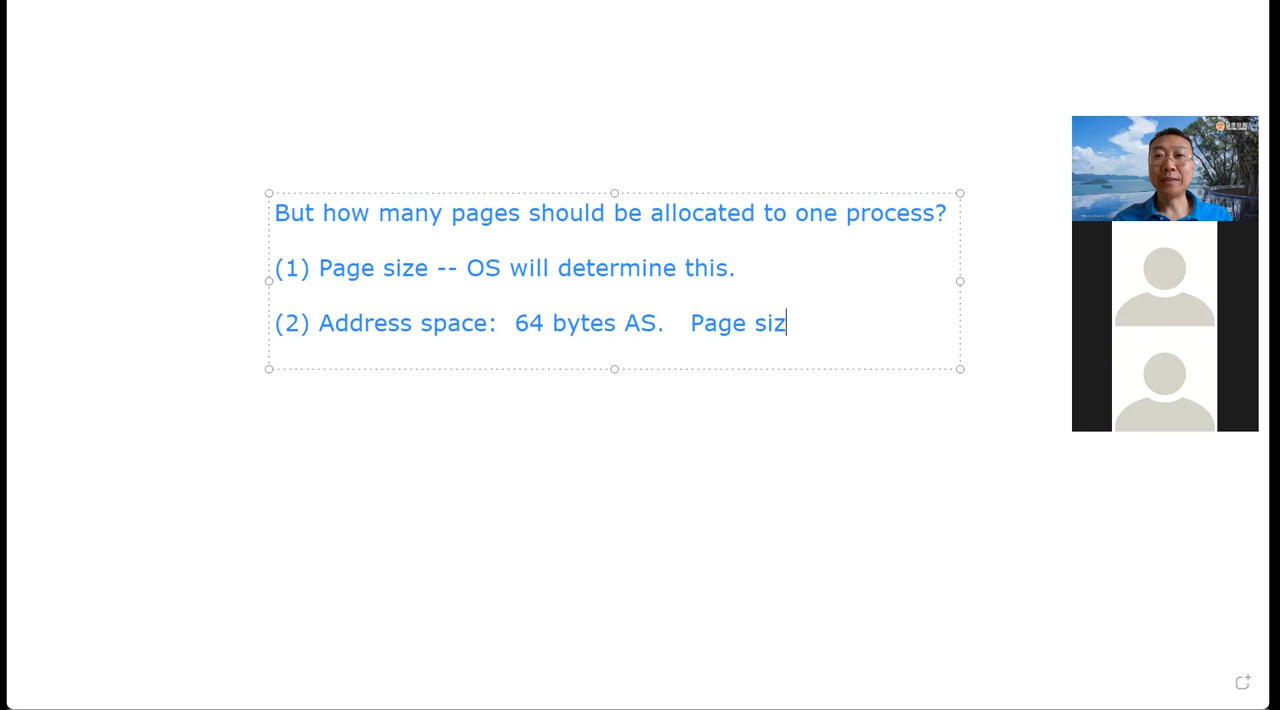 But how many pages should be allocated to one process?
(1) Page size -- OS will determine this.
(2) Address space: 64 bytes AS. Page siz